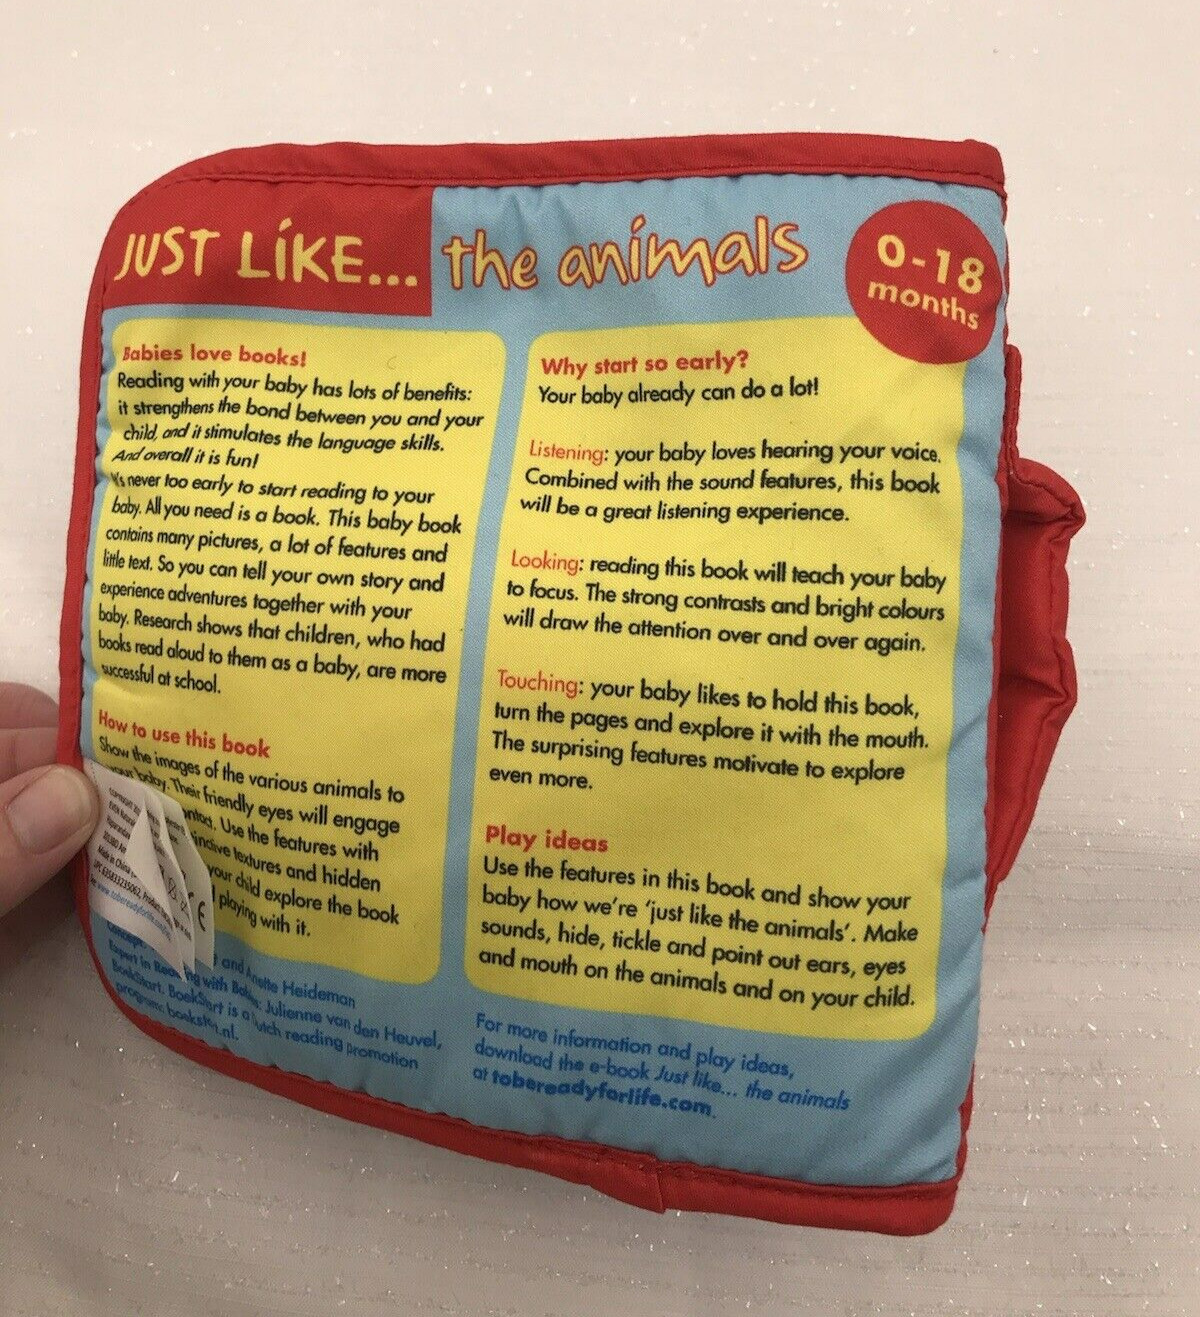 JUST LÍKE... the anímals
0-18
months
Babies love books!
Reading with your baby has lots of benefits:
it strengthens the bond between you and your
child, and it stimulates the language skills.
And overall it is fun!
It's never too early to start reading to your
baby. All you need is a book. This baby book
contains many pictures, a lot of features and
little text. So you can tell your own story and
experience adventures together with your
baby. Research shows that children, who had
books read aloud to them as a baby, are more
successful at school.
How to use this book
Show the images of the various animals to
your baby. Their friendly eyes will engage
Use the features with
textures and hidden
your child explore the book
playing with it.
and Anette Heideman
Expert in Reading with Babies: Julienne van den Heuvel,
BookStart. BookStart is a Dutch reading promotion
program: boekstart.nl.
Made in China
UPC 635833235062
www.tobereadyforlife.com
CE
Why start so early?
Your baby already can do a lot!
Listening: your baby loves hearing your voice.
Combined with the sound features, this book
will be a great listening experience.
Looking: reading this book will teach your baby
to focus. The strong contrasts and bright colours
will draw the attention over and over again.
Touching: your baby likes to hold this book,
turn the pages and explore it with the mouth.
The surprising features motivate to explore
even more.
Play ideas
Use the features in this book and show your
baby how we're 'just like the animals'. Make
sounds, hide, tickle and point out ears, eyes
and mouth on the animals and on your child.
For more information and play ideas,
download the e-book Just like... the animals
at tobereadyforlife.com.